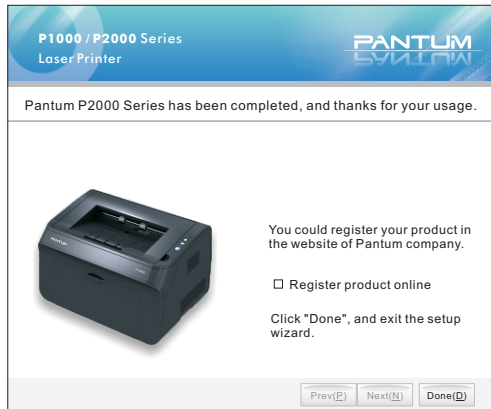 P1000 / P2000 Series
Laser Printer
PANTUM
Pantum P2000 Series has been completed, and thanks for your usage.
PANTUM
You could register your product in
the website of Pantum company.
Register product online
Click "Done", and exit the setup
wizard.
Prev(P) Next(N) Done(D)